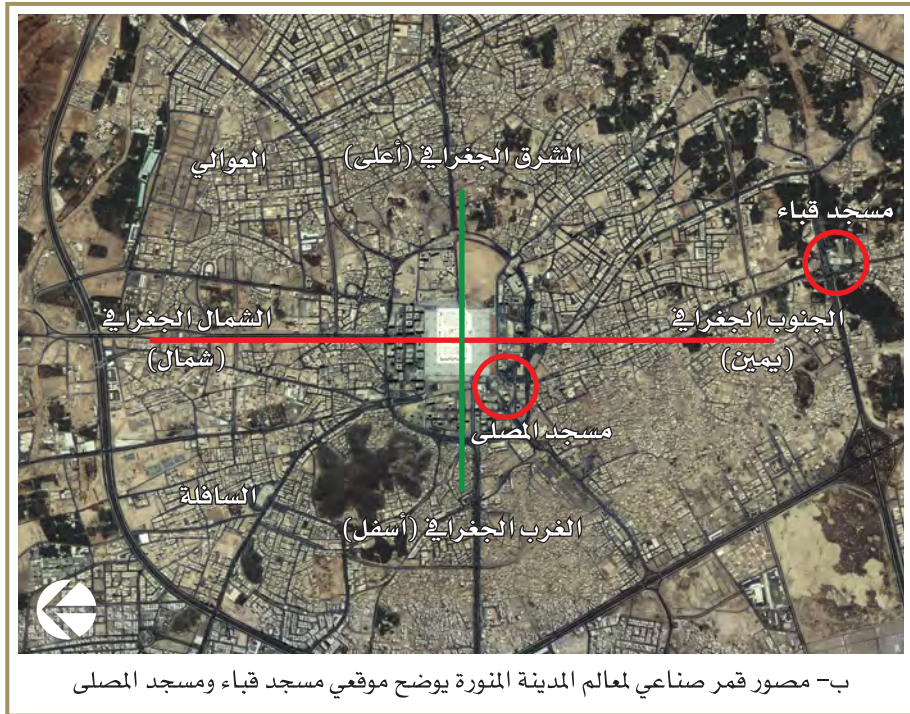 الشرق الجغرافي (أعلى)
العوالي
مسجد قباء
الشمال الجغرافي
(شمال)
الجنوب الجغرافي
(يمين)
مسجد المصلى
السافلة
الغرب الجغرافي (أسفل)
ب- مصور قمر صناعي لمعالم المدينة المنورة يوضح موقعي مسجد قباء ومسجد المصلى